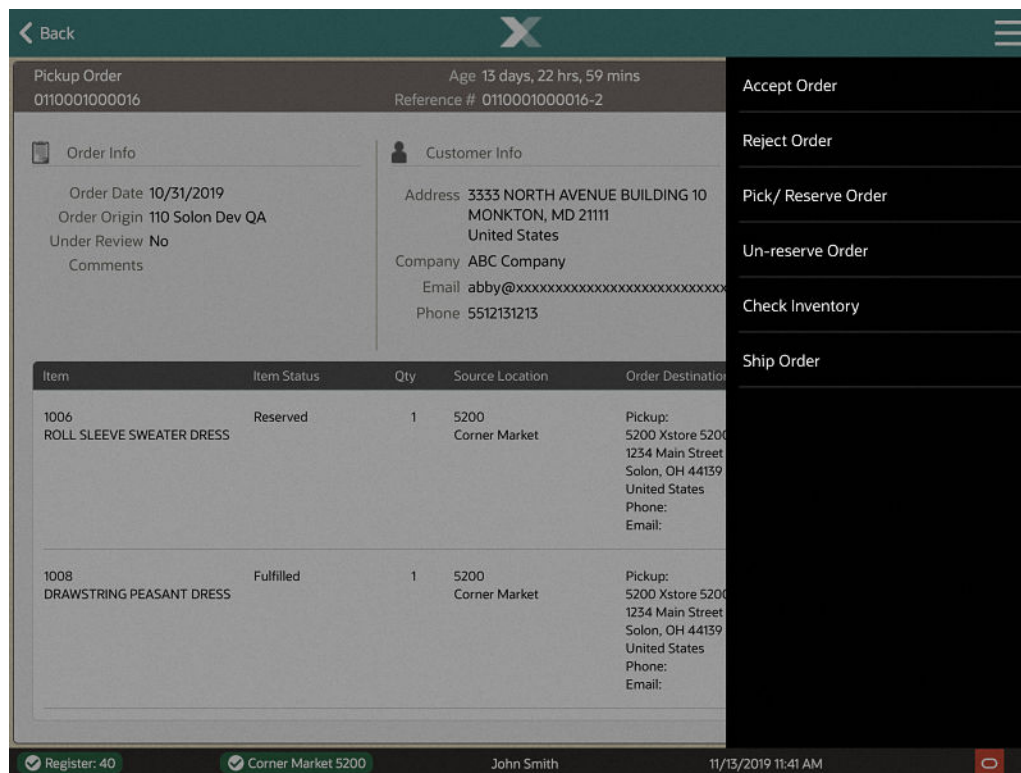 Back
Pickup Order
0110001000016
Age 13 days, 22 hrs, 59 mins
Reference # 0110001000016-2
Order Info
Order Date 10/31/2019
Order Origin 110 Solon Dev QA
Under Review No
Comments
Customer Info
Address 3333 NORTH AVENUE BUILDING 10
MONKTON, MD 21111
United States
Company ABC Company
Email abby@xxxxxxxxxxxxxxxxxxxxxxxxxxx
Phone 5512131213
Item Item Status Qty Source Location Order Destination
1006 Reserved 1 5200 Pickup:
ROLL SLEEVE SWEATER DRESS Corner Market 5200 Xstore 5200
1234 Main Street
Solon, OH 44139
United States
Phone:
Email:
1008 Fulfilled 1 5200 Pickup:
DRAWSTRING PEASANT DRESS Corner Market 5200 Xstore 5200
1234 Main Street
Solon, OH 44139
United States
Phone:
Email:
Accept Order
Reject Order
Pick/ Reserve Order
Un-reserve Order
Check Inventory
Ship Order
Register: 40 Corner Market 5200 John Smith 11/13/2019 11:41 AM